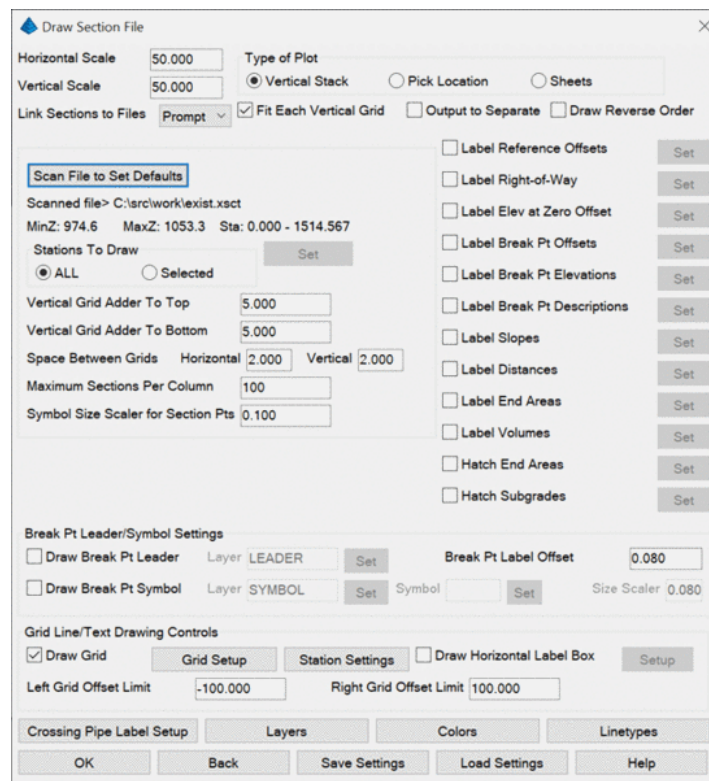 Draw Section File
Horizontal Scale 50.000 Type of Plot
Vertical Scale 50.000 Vertical Stack Pick Location Sheets
Link Sections to Files Prompt Fit Each Vertical Grid Output to Separate Draw Reverse Order
Scan File to Set Defaults
Scanned file> C:\src\work\exist.xsct
MinZ: 974.6 MaxZ: 1053.3 Sta: 0.000 - 1514.567
Stations To Draw Set
ALL Selected
Vertical Grid Adder To Top 5.000
Vertical Grid Adder To Bottom 5.000
Space Between Grids Horizontal 2.000 Vertical 2.000
Maximum Sections Per Column 100
Symbol Size Scaler for Section Pts 0.100
Label Reference Offsets Set
Label Right-of-Way Set
Label Elev at Zero Offset Set
Label Break Pt Offsets Set
Label Break Pt Elevations Set
Label Break Pt Descriptions Set
Label Slopes Set
Label Distances Set
Label End Areas Set
Label Volumes Set
Hatch End Areas Set
Hatch Subgrades Set
Break Pt Leader/Symbol Settings
Draw Break Pt Leader Layer LEADER Set Break Pt Label Offset 0.080
Draw Break Pt Symbol Layer SYMBOL Set Symbol Set Size Scaler 0.080
Grid Line/Text Drawing Controls
Draw Grid Grid Setup Station Settings Draw Horizontal Label Box Setup
Left Grid Offset Limit -100.000 Right Grid Offset Limit 100.000
Crossing Pipe Label Setup Layers Colors Linetypes
OK Back Save Settings Load Settings Help